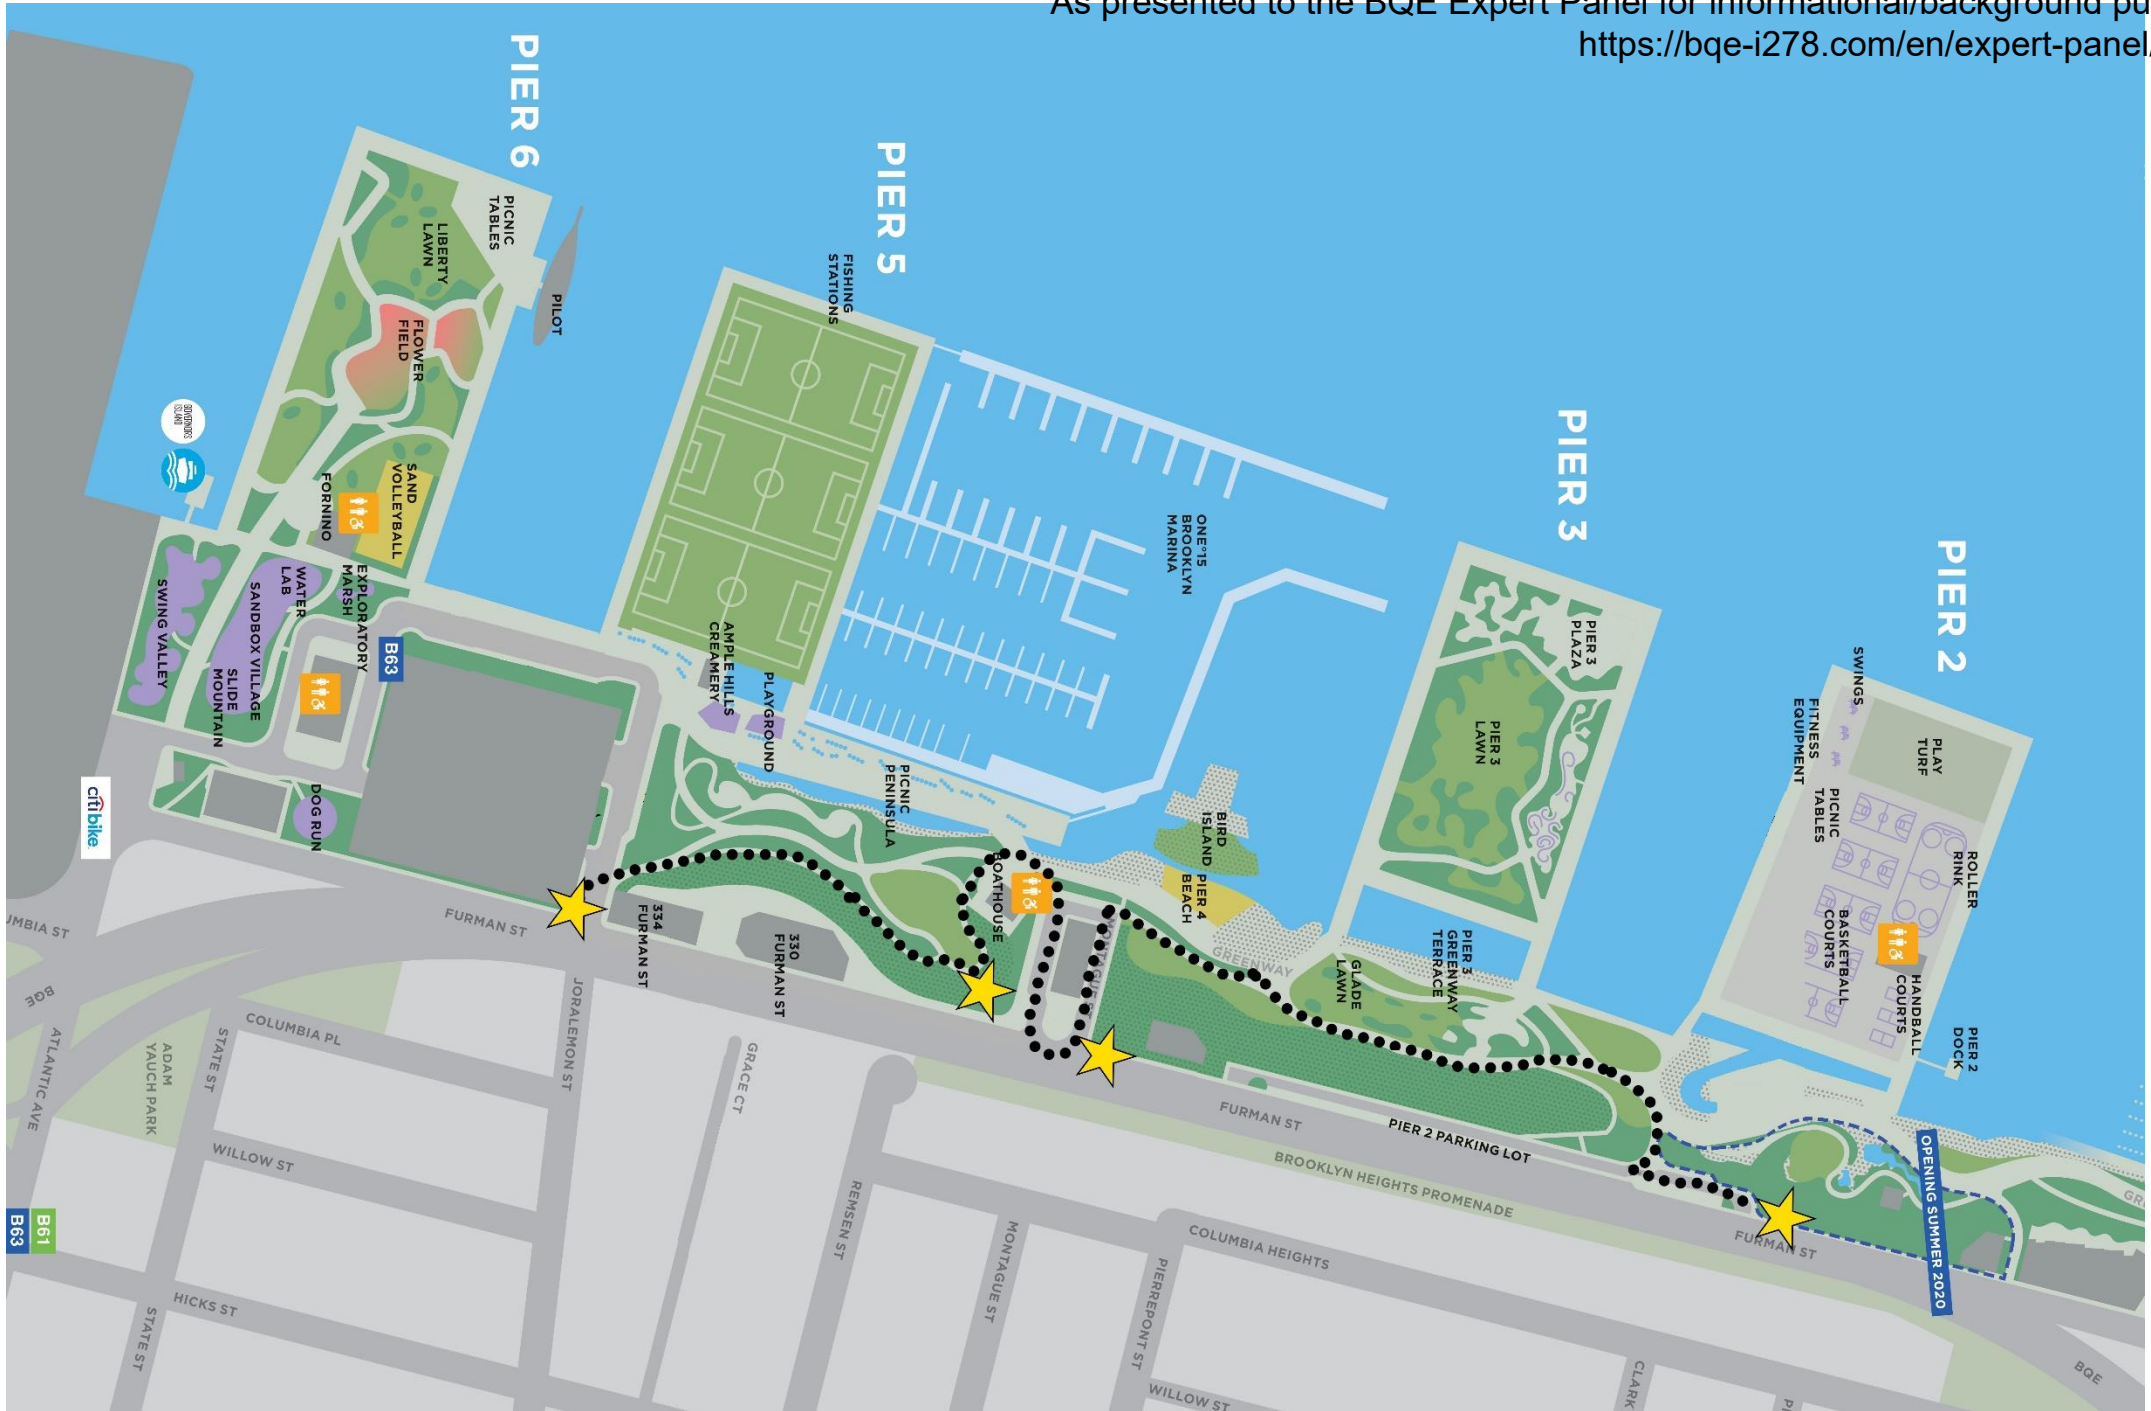 As presented to the BQE Expert Panel for informational/background
https://bqe-i278.com/en/expert-panel/
PIER 6
PIER 5
PIER 3
PIER 2
PICNIC
TABLES
LIBERTY
LAWN
PILOT
FLOWER
FIELD
GOVERNORS
ISLAND
SAND
VOLLEYBALL
FORNINO
EXPLORATORY
MARSH
WATER
LAB
SANDBOX VILLAGE
SWING VALLEY
SLIDE
MOUNTAIN
B63
DOG RUN
citibike
FISHING
STATIONS
ONE°15
BROOKLYN
MARINA
AMPLE HILLS
CREAMERY
PLAYGROUND
PICNIC
PENINSULA
BOATHOUSE
BIRD
ISLAND
PIER 4
BEACH
MONTAGUE ST
GREENWAY
334
FURMAN ST
330
FURMAN ST
PIER 3
PLAZA
PIER 3
LAWN
GLADE
LAWN
PIER 3
GREENWAY
TERRACE
SWINGS
FITNESS
EQUIPMENT
PLAY
TURF
PICNIC
TABLES
ROLLER
RINK
BASKETBALL
COURTS
HANDBALL
COURTS
PIER 2
DOCK
OPENING SUMMER 2020
PIER 2 PARKING LOT
BROOKLYN HEIGHTS PROMENADE
FURMAN ST
FURMAN ST
FURMAN ST
UMBIA ST
BQE
ATLANTIC AVE
ADAM
YAUCH PARK
STATE ST
COLUMBIA PL
JORALEMON ST
GRACE CT
WILLOW ST
REMSEN ST
MONTAGUE ST
PIERREPONT ST
COLUMBIA HEIGHTS
HICKS ST
STATE ST
WILLOW ST
CLARK
BQE
B61
B63